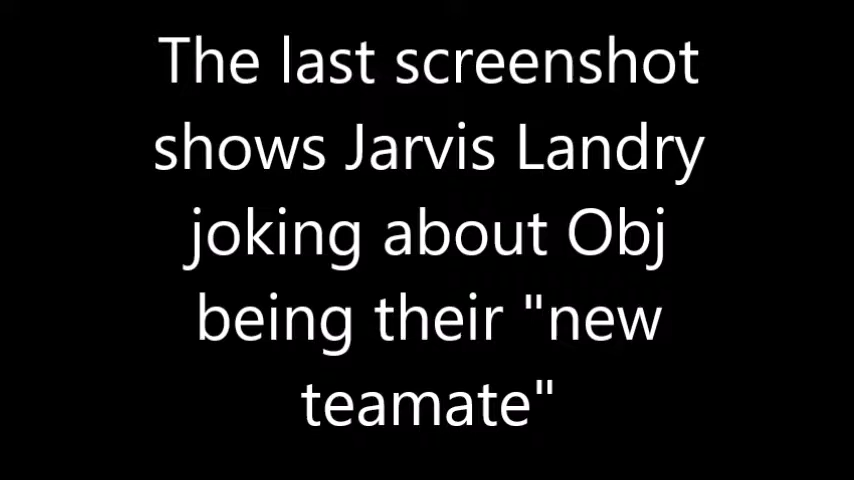 The last screenshot
shows Jarvis Landry
joking about Obj
being their "new
teamate"